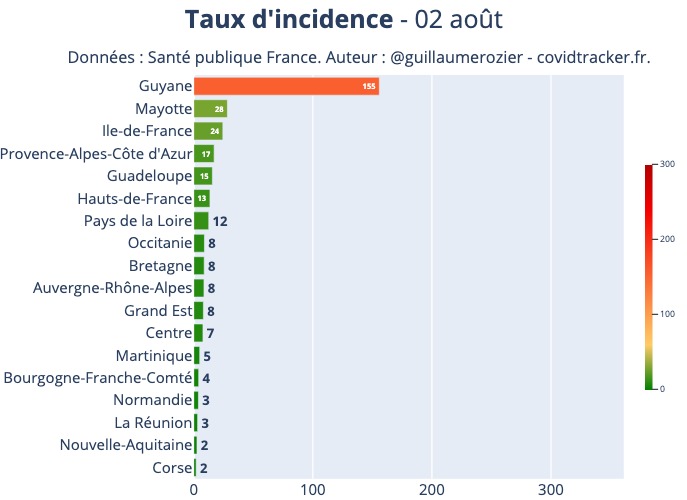 Taux d'incidence - 02 août
Données : Santé publique France. Auteur : @guillaumerozier - covidtracker.fr.
Guyane 155
Mayotte 28
Ile-de-France 24
Provence-Alpes-Côte d'Azur 17
Guadeloupe 15
Hauts-de-France 13
Pays de la Loire 12
Occitanie 8
Bretagne 8
Auvergne-Rhône-Alpes 8
Grand Est 8
Centre 7
Martinique 5
Bourgogne-Franche-Comté 4
Normandie 3
La Réunion 3
Nouvelle-Aquitaine 2
Corse 2
0 100 200 300
300
200
100
0